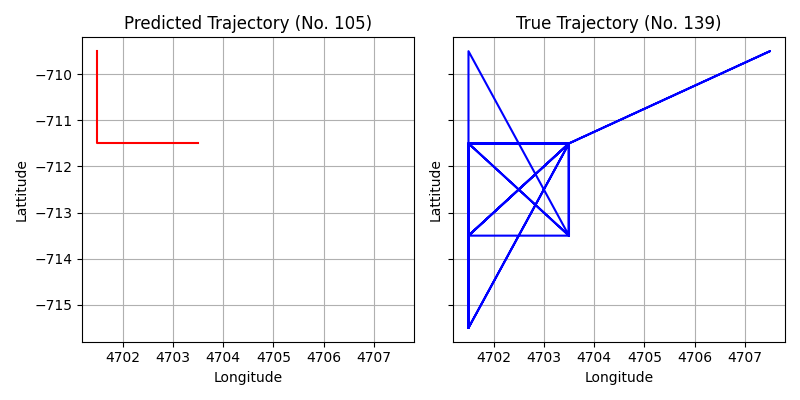 Predicted Trajectory (No. 105)
True Trajectory (No. 139)
Lattitude
−710
−711
−712
−713
−714
−715
4702 4703 4704 4705 4706 4707
Longitude
Lattitude
4702 4703 4704 4705 4706 4707
Longitude